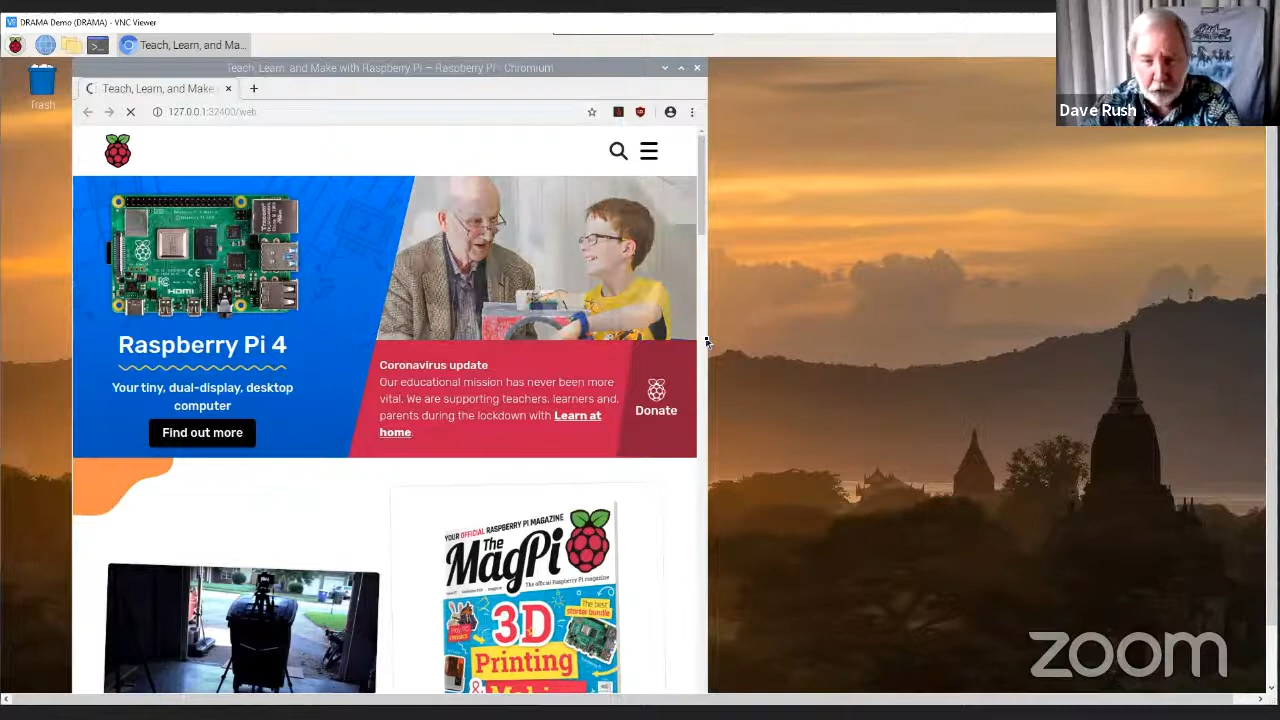 DRAMA Demo (DRAMA) - VNC Viewer
Teach, Learn, and Ma...
Trash
Teach, Learn, and Make with Raspberry Pi – Raspberry Pi - Chromium
Teach, Learn, and Make
127.0.0.1:32400/web
Dave Rush
Raspberry Pi 4
Your tiny, dual-display, desktop
computer
Find out more
Coronavirus update
Our educational mission has never been more
vital. We are supporting teachers, learners and
parents during the lockdown with Learn at
home.
Donate
YOUR OFFICIAL RASPBERRY PI MAGAZINE
The
MagPi
The official Raspberry Pi magazine
The best
starter bundle
3D
Printing
&
zoom